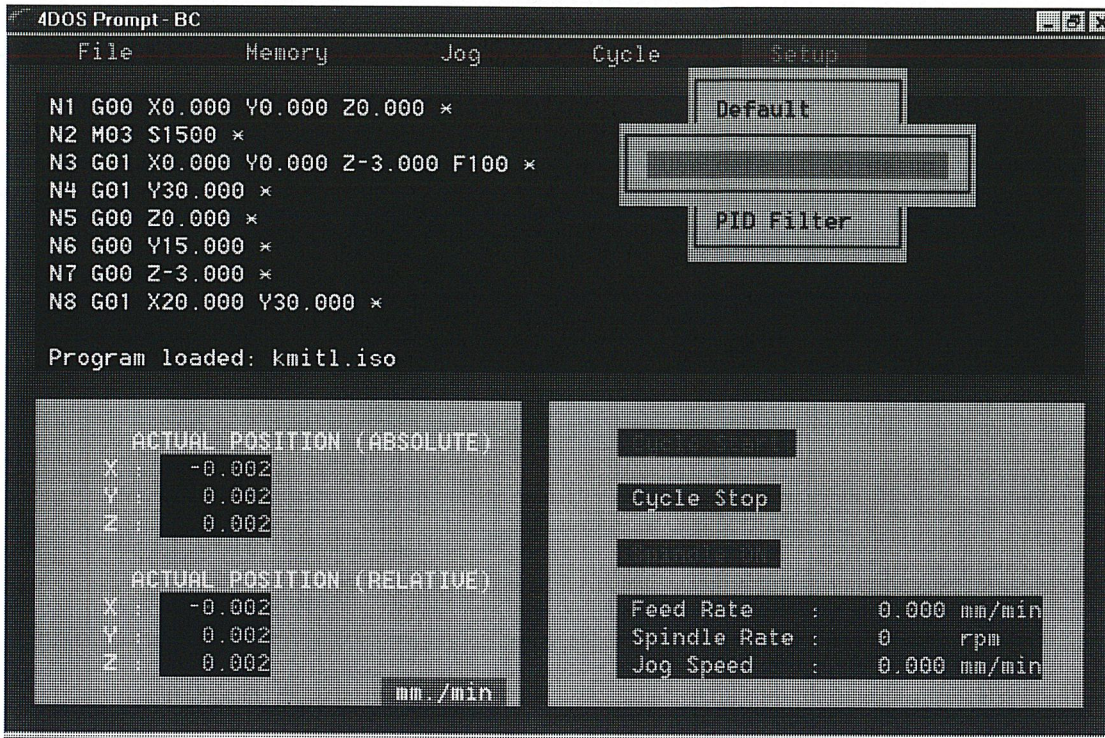 4DOS Prompt - BC
File Memory Jog Cycle Setup
Default
PID Filter
N1 G00 X0.000 Y0.000 Z0.000 *
N2 M03 S1500 *
N3 G01 X0.000 Y0.000 Z-3.000 F100 *
N4 G01 Y30.000 *
N5 G00 Z0.000 *
N6 G00 Y15.000 *
N7 G00 Z-3.000 *
N8 G01 X20.000 Y30.000 *
Program loaded: kmitl.iso
ACTUAL POSITION (ABSOLUTE)
X : -0.002
Y : 0.002
Z : 0.002
ACTUAL POSITION (RELATIVE)
X : -0.002
Y : 0.002
Z : 0.002
mm./min
Cycle Start
Cycle Stop
Spindle ON
Feed Rate : 0.000 mm/min
Spindle Rate : 0 rpm
Jog Speed : 0.000 mm/min